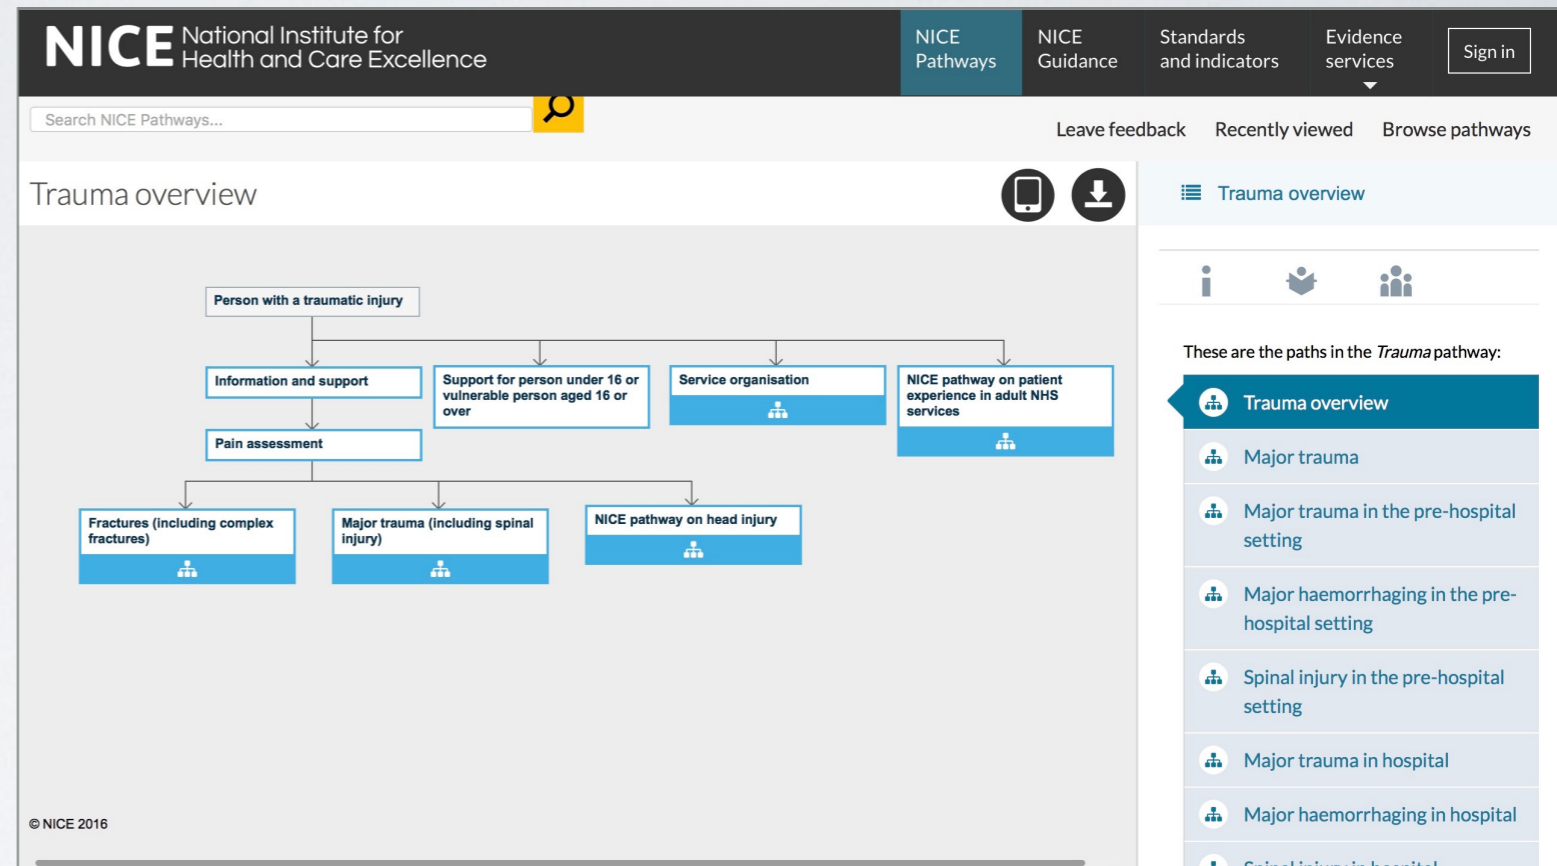 NICE National Institute for
Health and Care Excellence
NICE
Pathways
NICE
Guidance
Standards
and indicators
Evidence
services
Sign in
Search NICE Pathways...
Leave feedback
Recently viewed
Browse pathways
Trauma overview
Trauma overview
Person with a traumatic injury
Information and support
Support for person under 16 or
vulnerable person aged 16 or
over
Service organisation
NICE pathway on patient
experience in adult NHS
services
Pain assessment
Fractures (including complex
fractures)
Major trauma (including spinal
injury)
NICE pathway on head injury
© NICE 2016
These are the paths in the Trauma pathway:
Trauma overview
Major trauma
Major trauma in the pre-hospital
setting
Major haemorrhaging in the pre-
hospital setting
Spinal injury in the pre-hospital
setting
Major trauma in hospital
Major haemorrhaging in hospital
Spinal injury in hospital